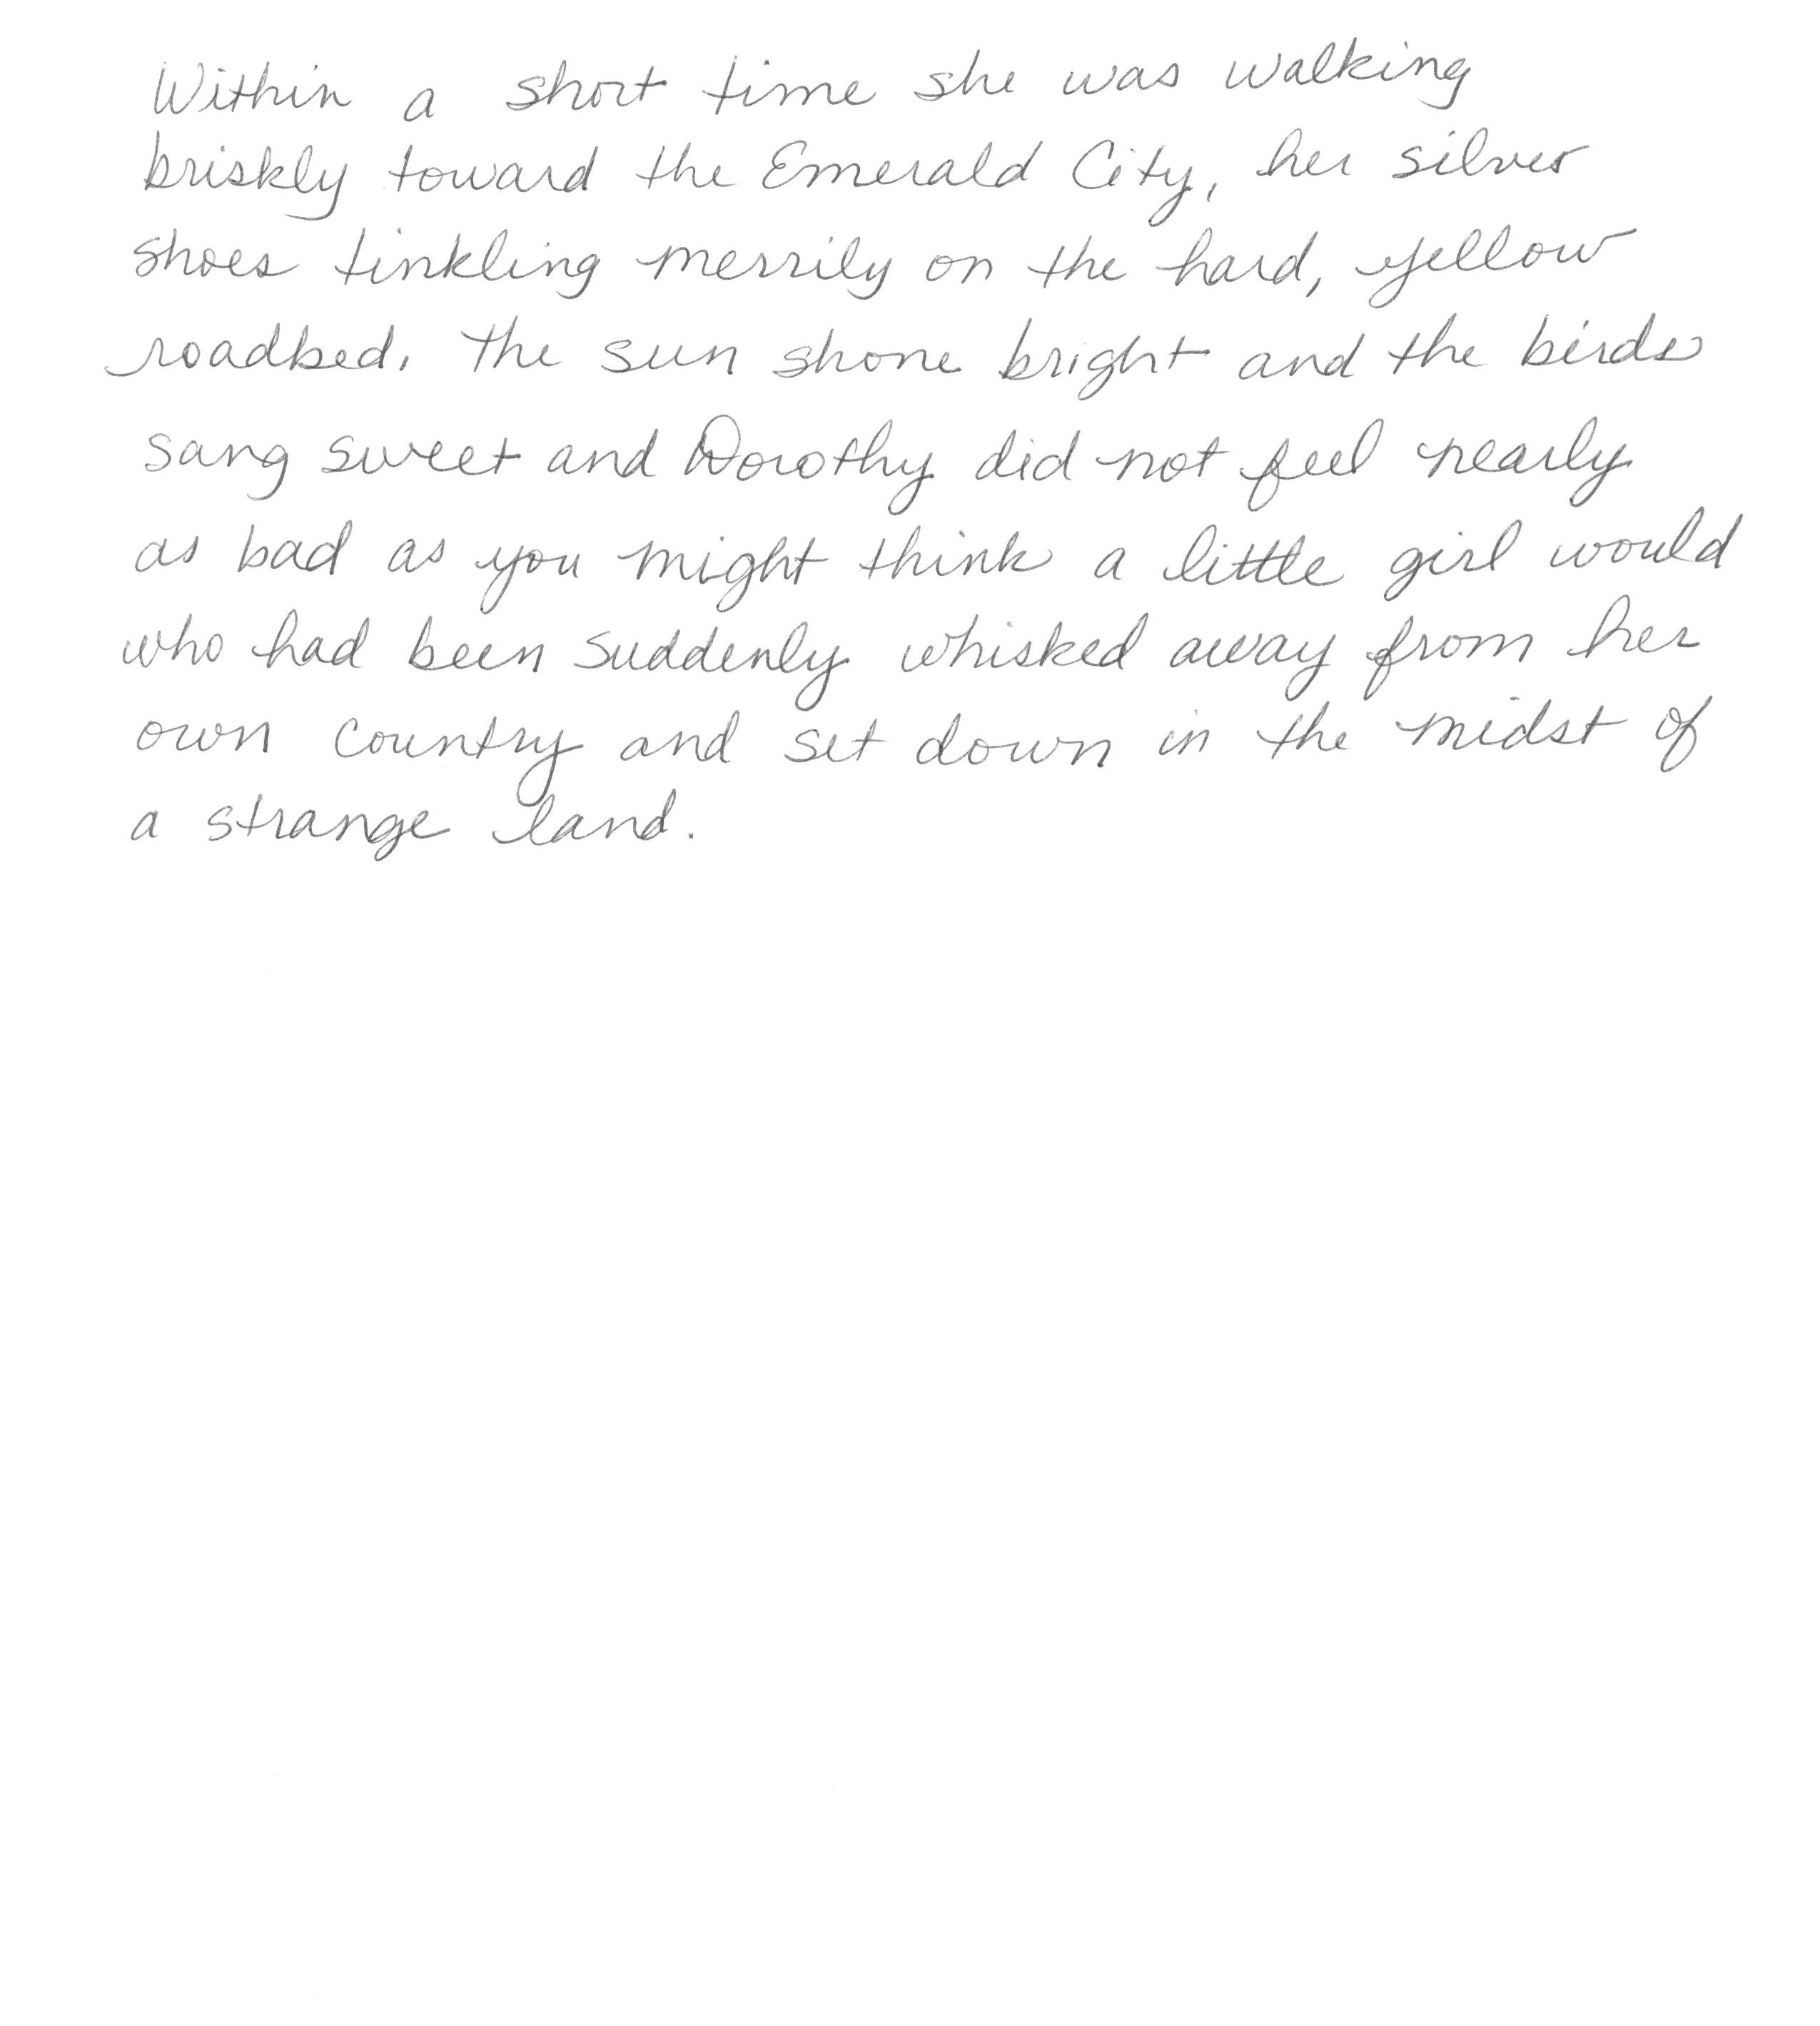 Within a short time she was walking
briskly toward the Emerald City, her silver
shoes tinkling merrily on the hard, yellow
roadbed. The sun shone bright and the birds
sang sweet and Dorothy did not feel nearly
as bad as you might think a little girl would
who had been suddenly whisked away from her
own country and set down in the midst of
a strange land.